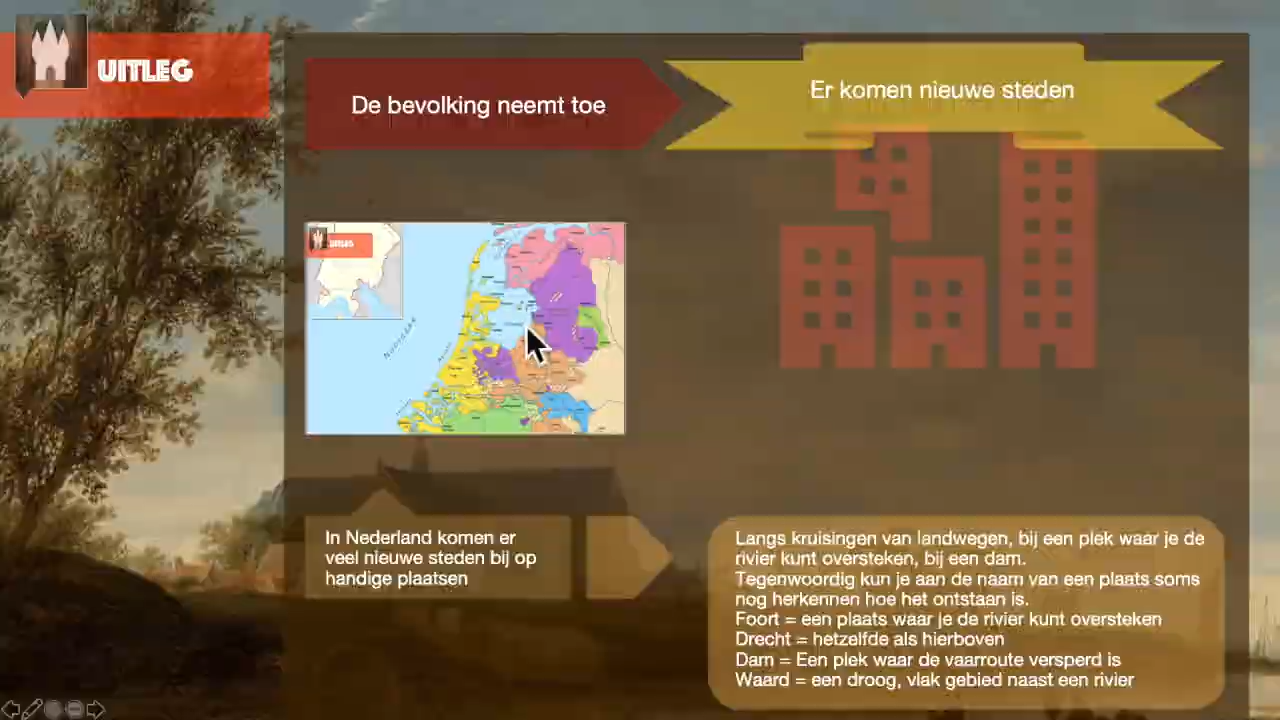 UITLEG
De bevolking neemt toe
Er komen nieuwe steden
UITLEG
Noordzee
In Nederland komen er
veel nieuwe steden bij op
handige plaatsen
Langs kruisingen van landwegen, bij een plek waar je de
rivier kunt oversteken, bij een dam.
Tegenwoordig kun je aan de naam van een plaats soms
nog herkennen hoe het ontstaan is.
Foort = een plaats waar je de rivier kunt oversteken
Drecht = hetzelfde als hierboven
Dam = Een plek waar de vaarroute versperd is
Waard = een droog, vlak gebied naast een rivier